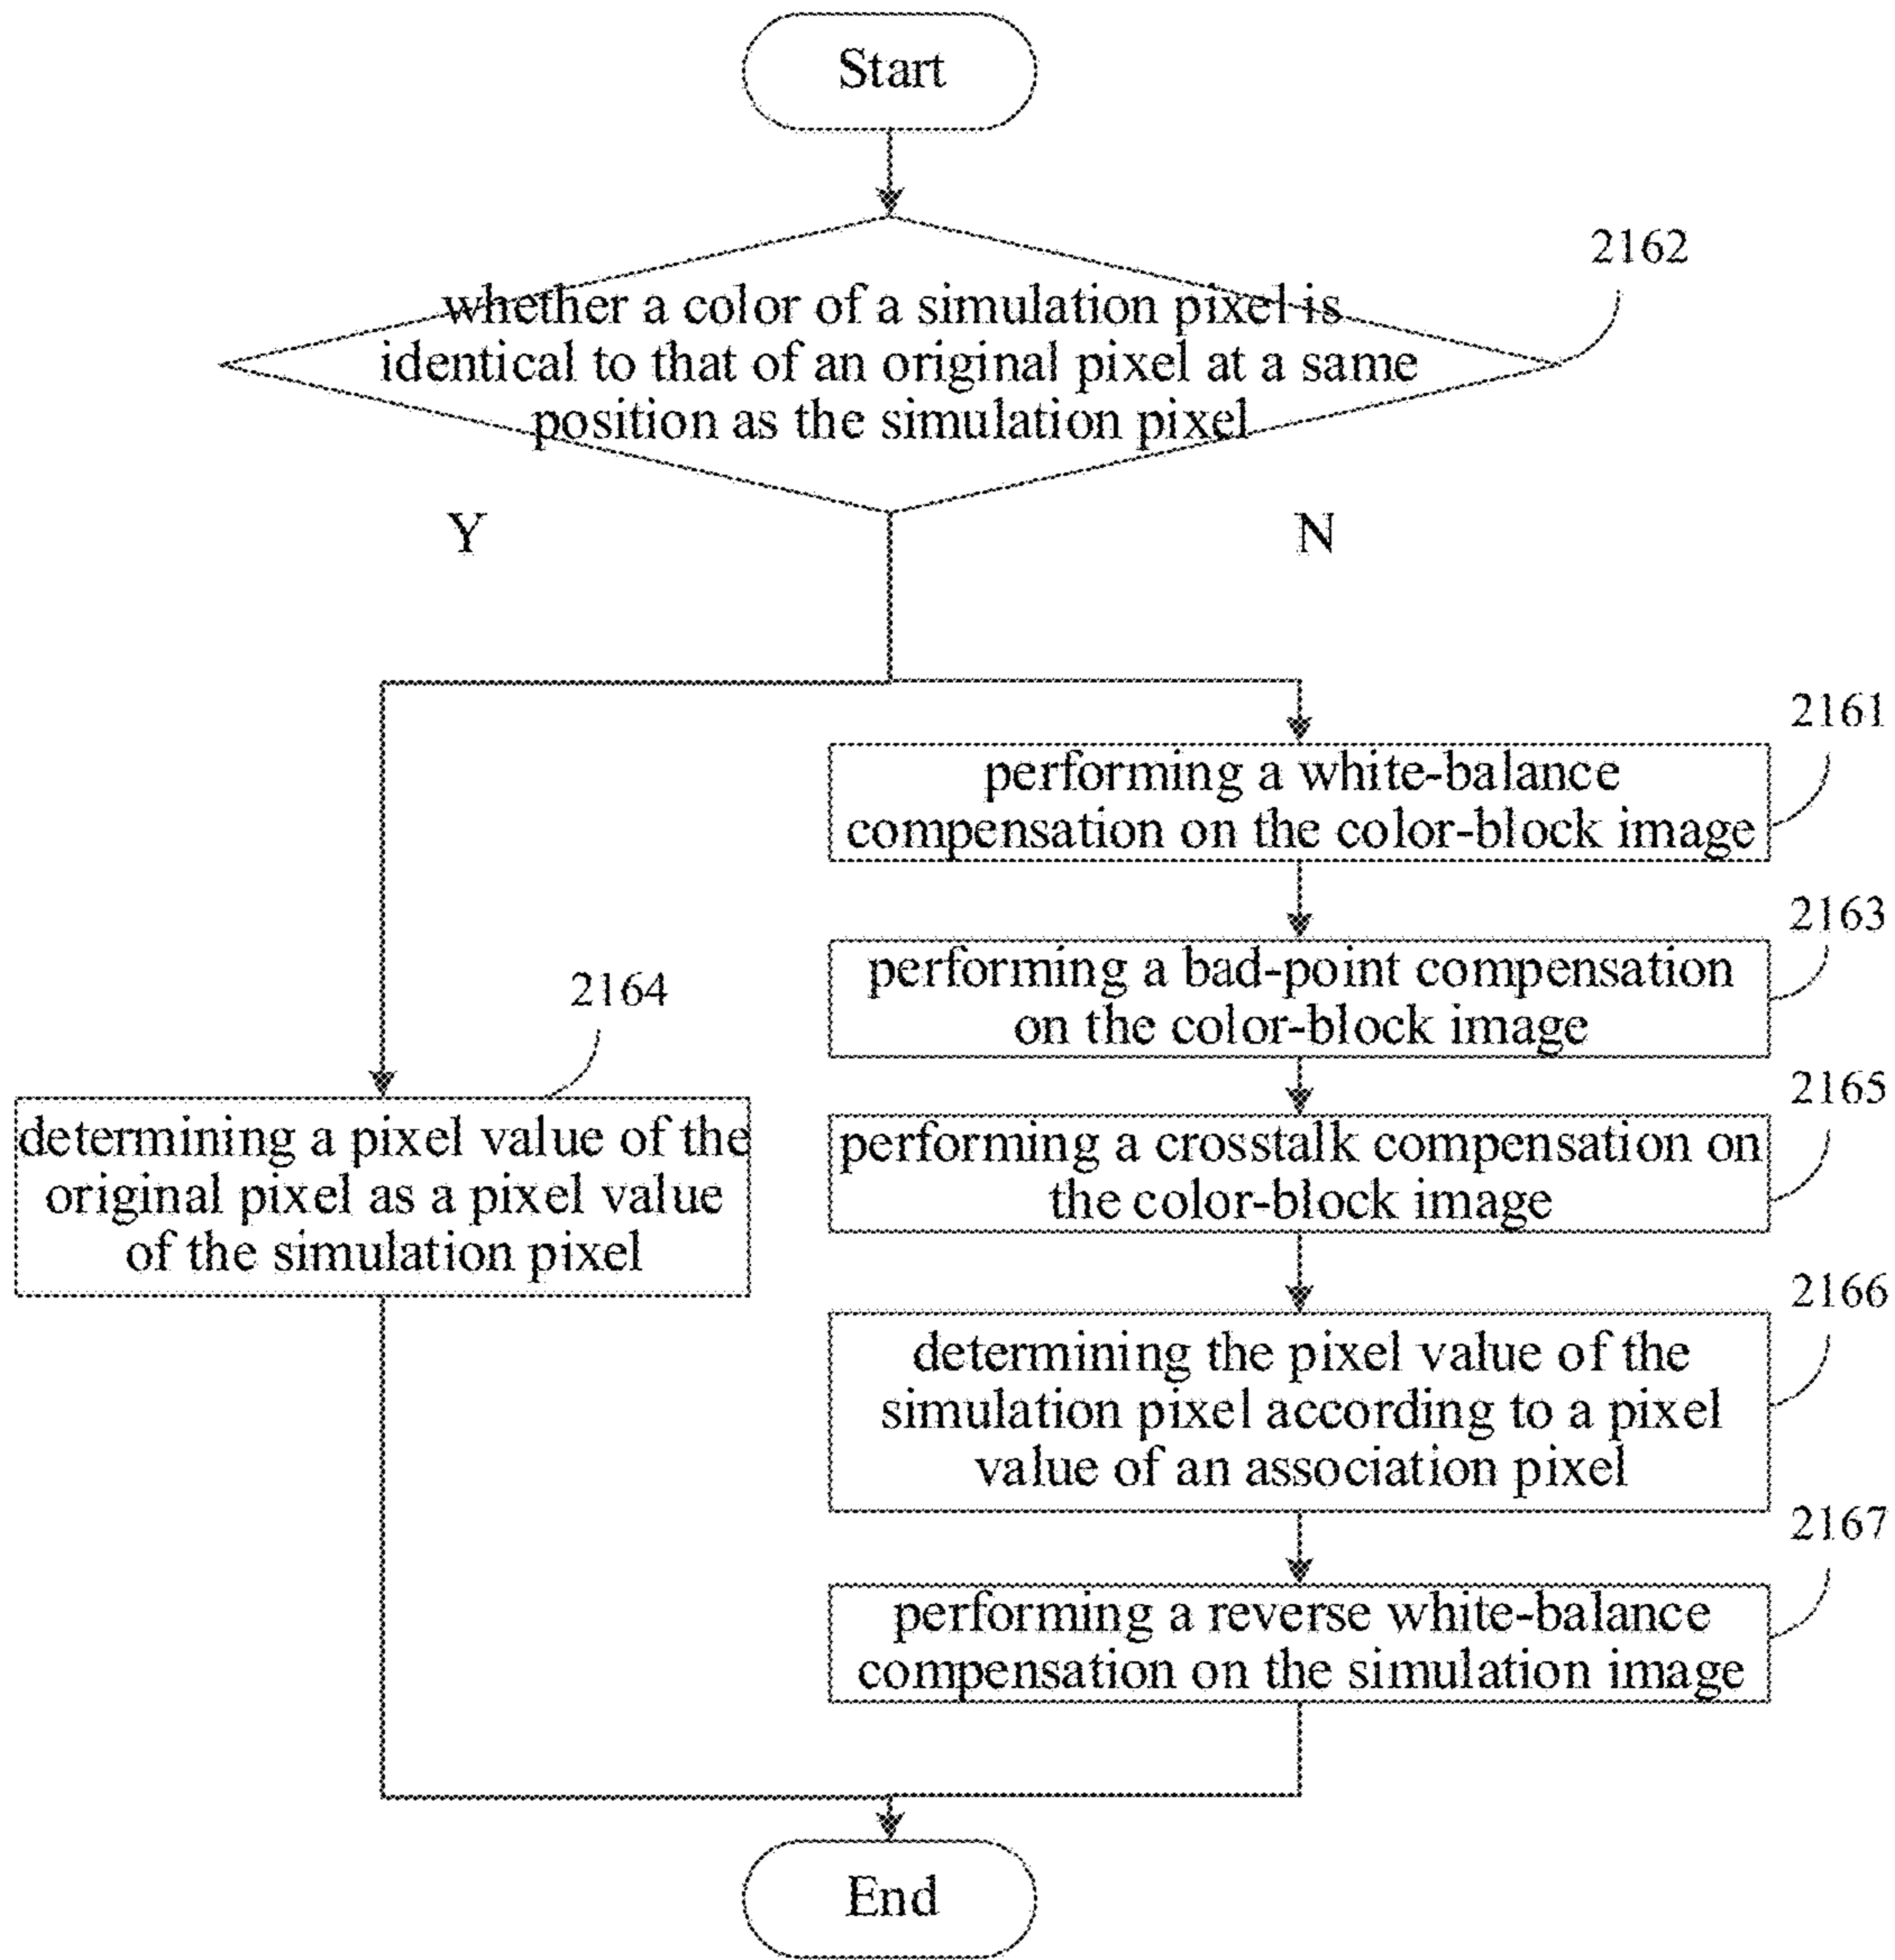 Start
2162
whether a color of a simulation pixel is
identical to that of an original pixel at a same
position as the simulation pixel
Y
N
2161
performing a white-balance
compensation on the color-block image
2163
performing a bad-point compensation
on the color-block image
2164
determining a pixel value of the
original pixel as a pixel value
of the simulation pixel
2165
performing a crosstalk compensation on
the color-block image
2166
determining the pixel value of the
simulation pixel according to a pixel
value of an association pixel
2167
performing a reverse white-balance
compensation on the simulation image
End